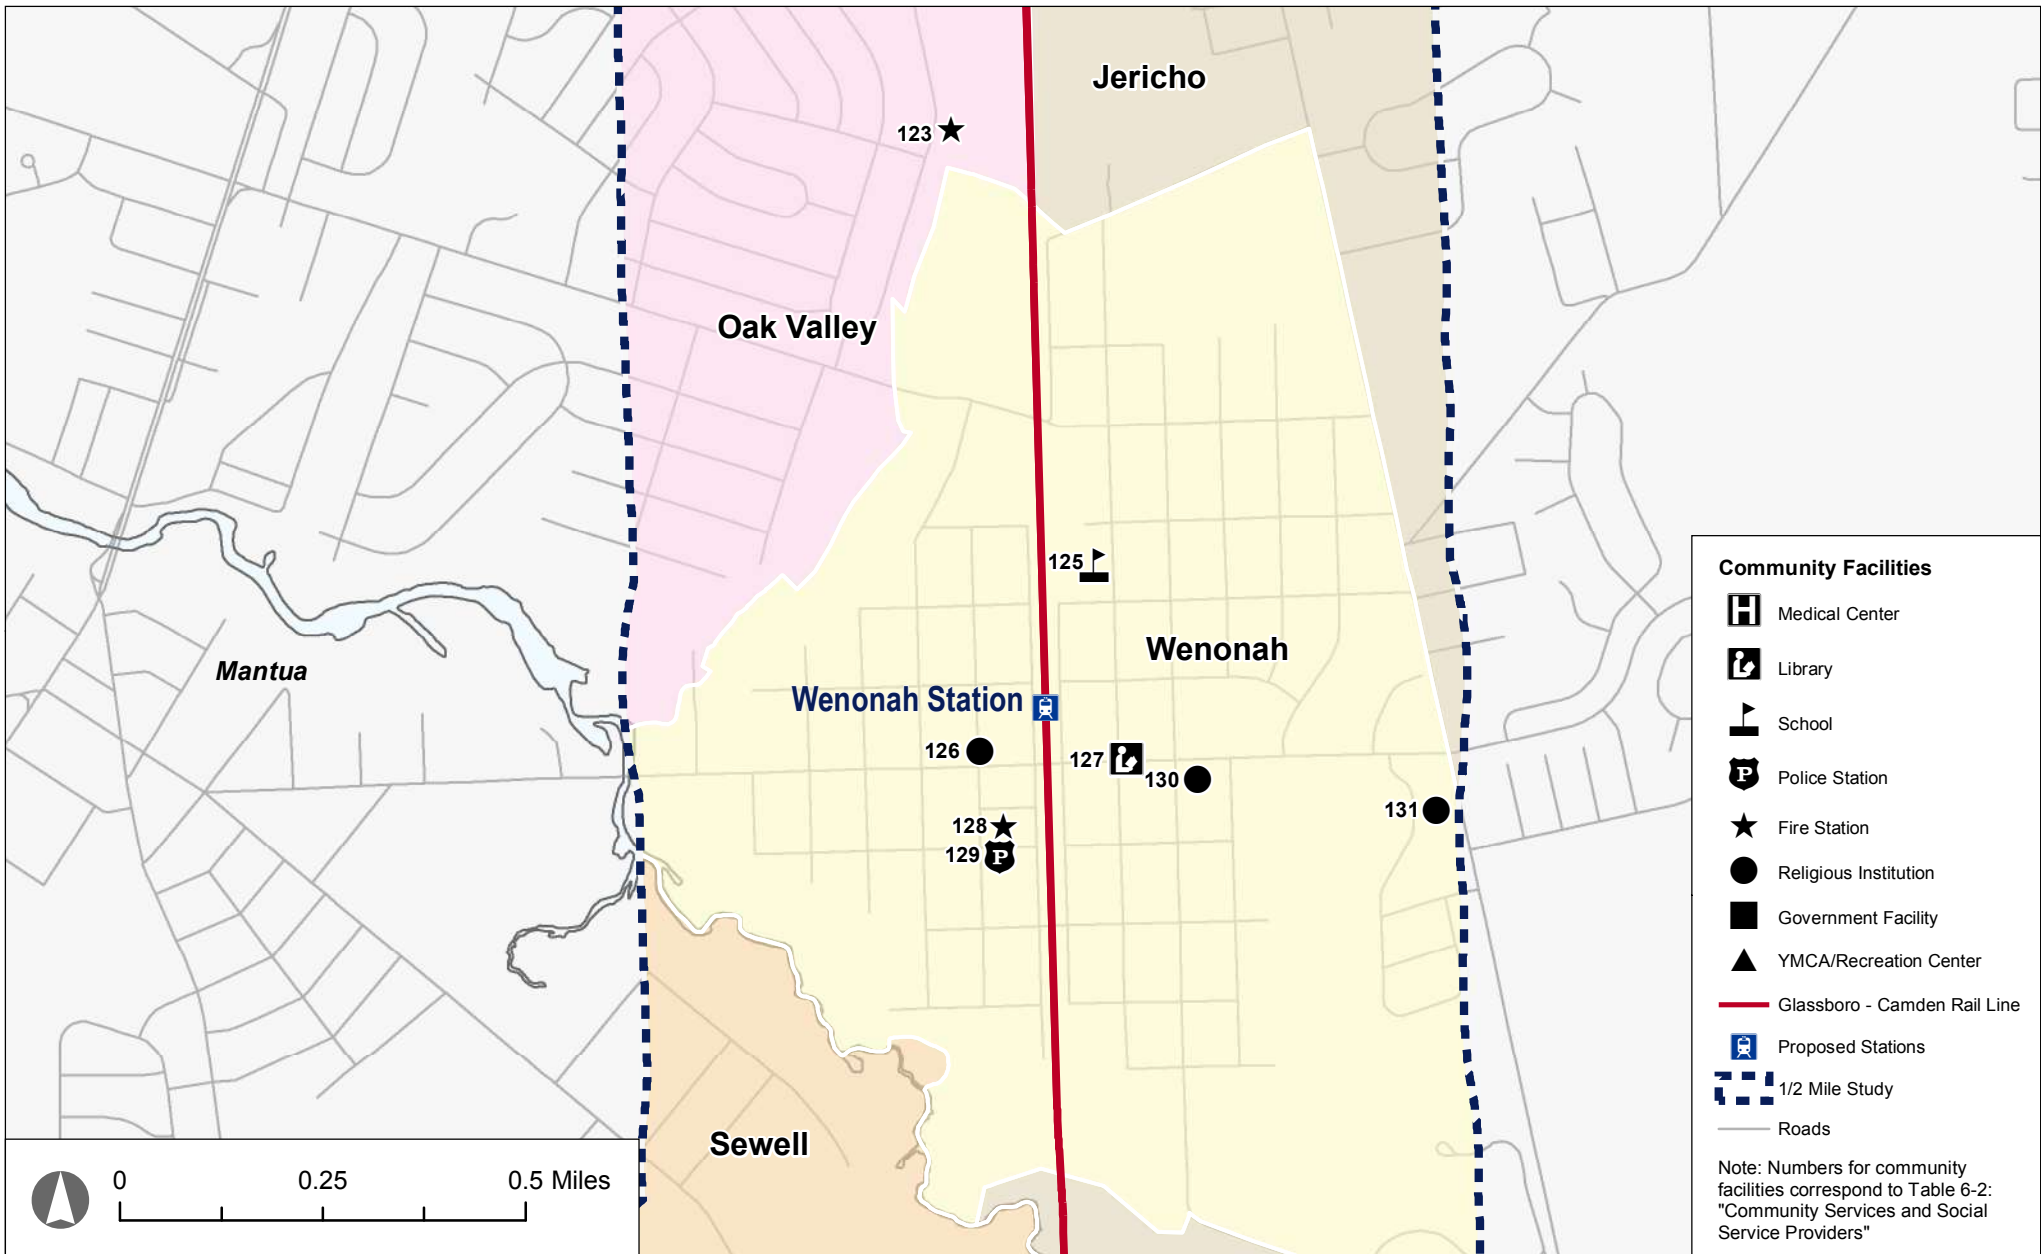 Jericho
123
Oak Valley
125
Wenonah
Mantua
Wenonah Station
126
127
130
131
128
129
P
Sewell
0 0.25 0.5 Miles
Community Facilities
H Medical Center
Library
School
P Police Station
Fire Station
Religious Institution
Government Facility
YMCA/Recreation Center
Glassboro - Camden Rail Line
Proposed Stations
1/2 Mile Study
Roads
Note: Numbers for community
facilities correspond to Table 6-2:
"Community Services and Social
Service Providers"